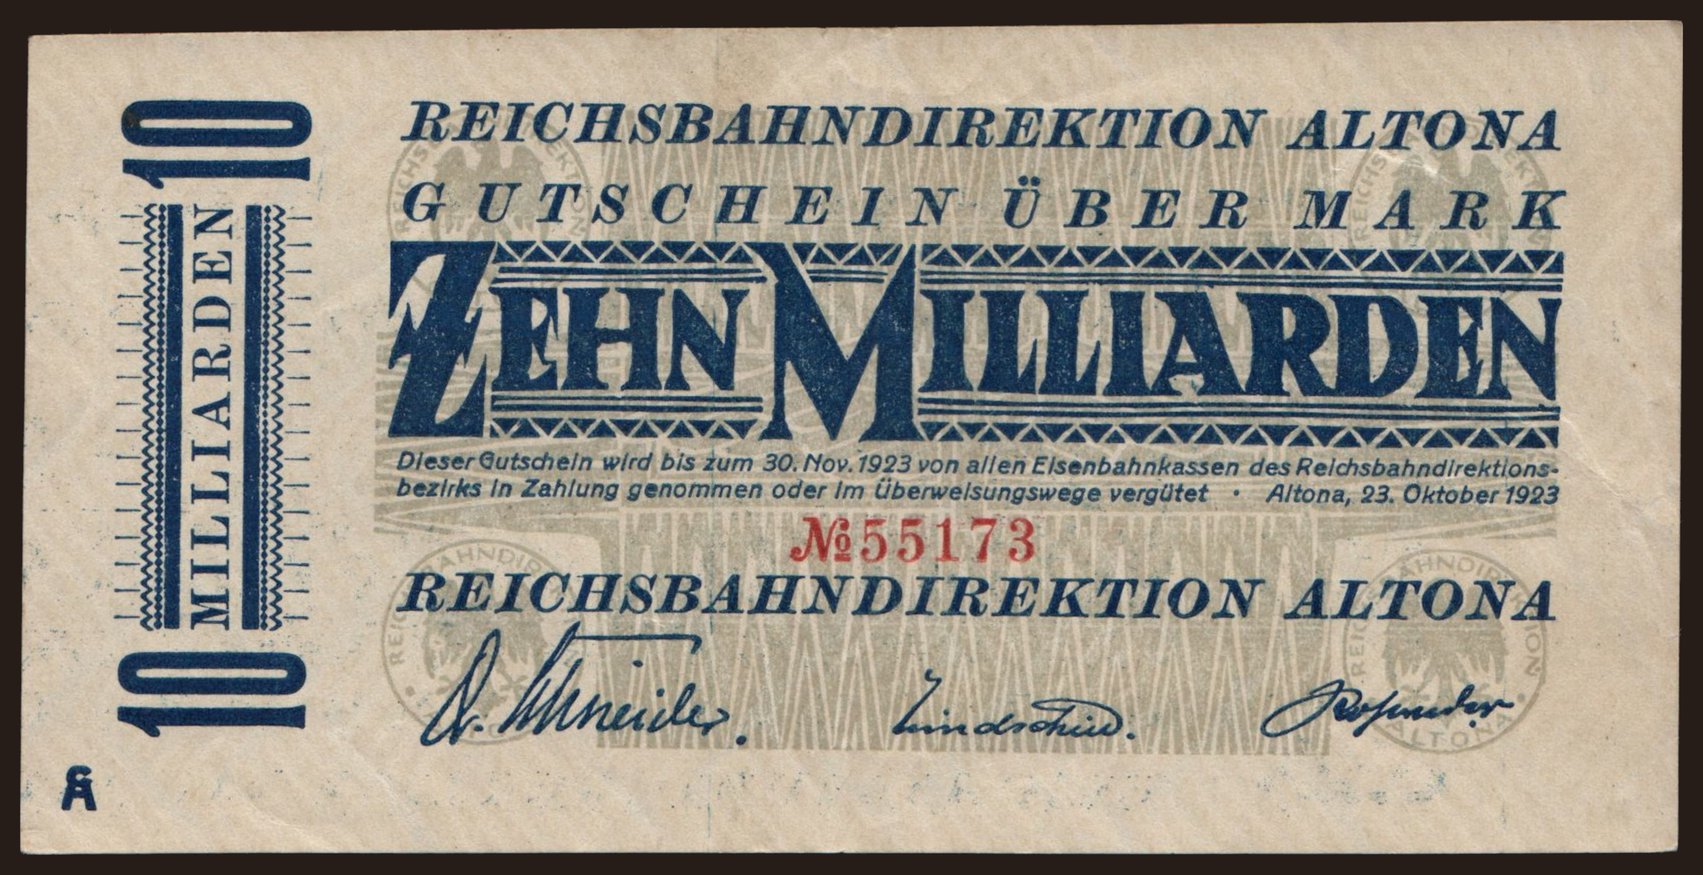 REICHSBAHNDIREKTION ALTONA
GUTSCHEIN ÜBER MARK
ZEHN MILLIARDEN
Dieser Gutschein wird bis zum 30. Nov. 1923 von allen Eisenbahnkassen des Reichsbahndirektions-
bezirks in Zahlung genommen oder im Überweisungswege vergütet · Altona, 23. Oktober 1923
№55173
REICHSBAHNDIREKTION ALTONA
10
MILLIARDEN
10
REICHSBAHNDIREKTION
ALTONA